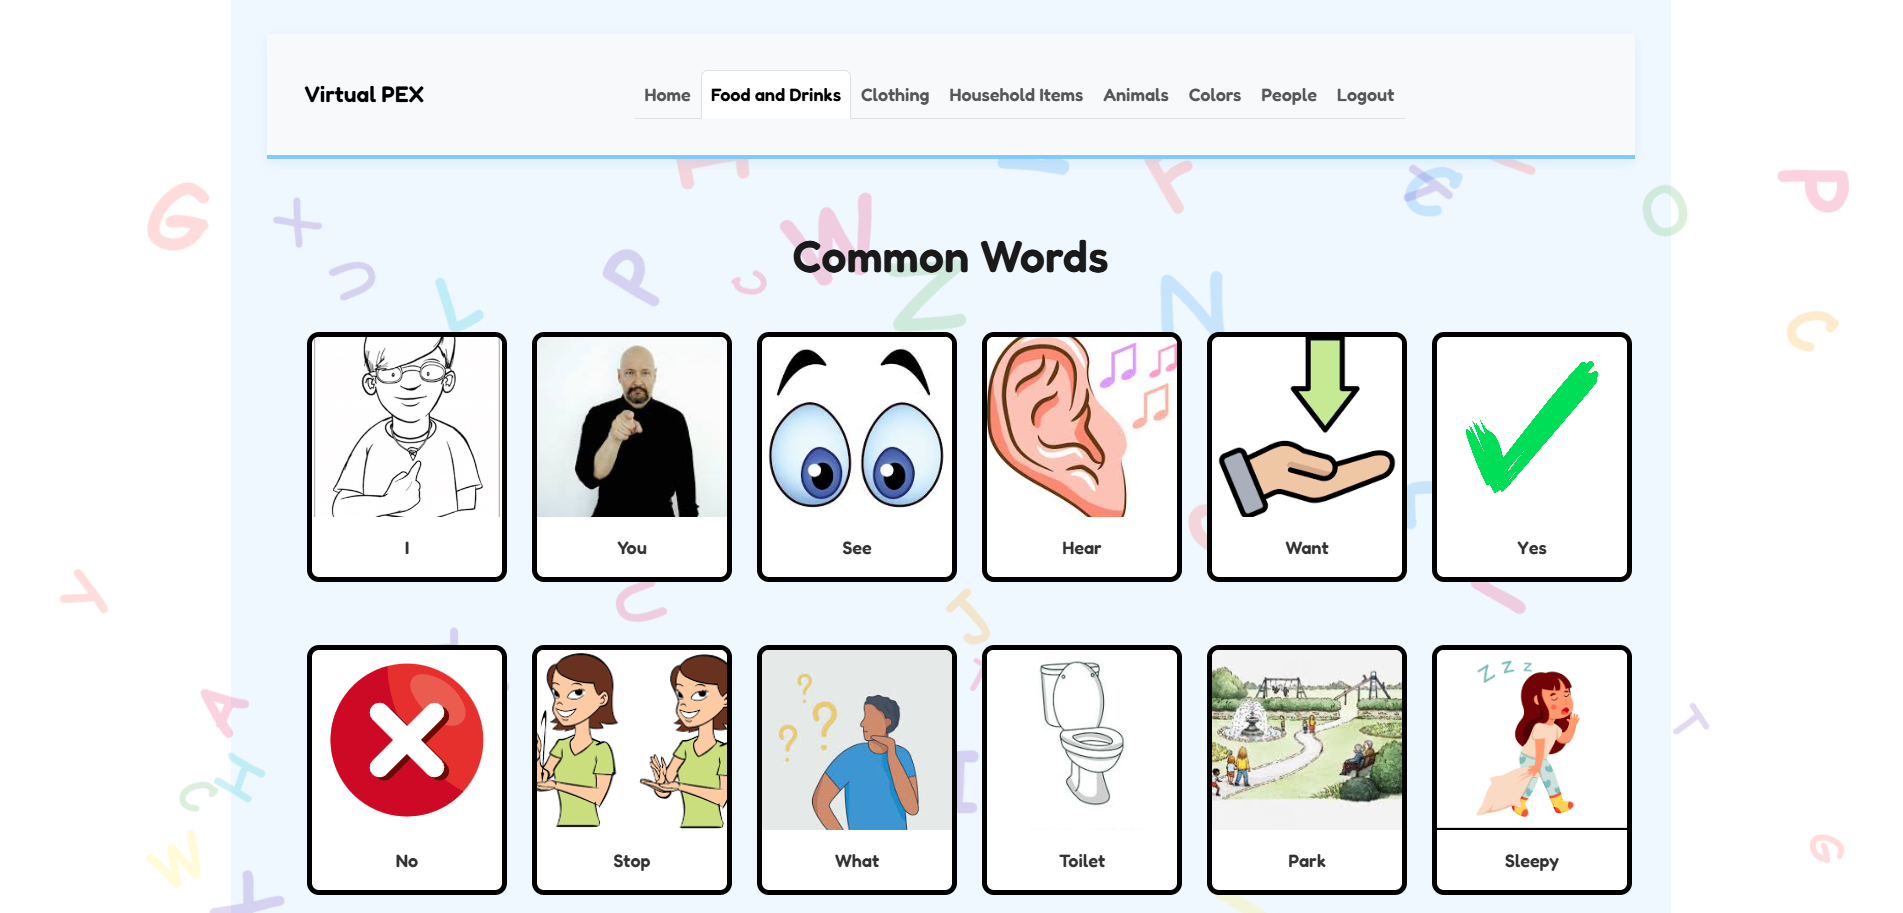 Virtual PEX
Home Food and Drinks Clothing Household Items Animals Colors People Logout
Common Words
I You See Hear Want Yes
z z z
No Stop What Toilet Park Sleepy